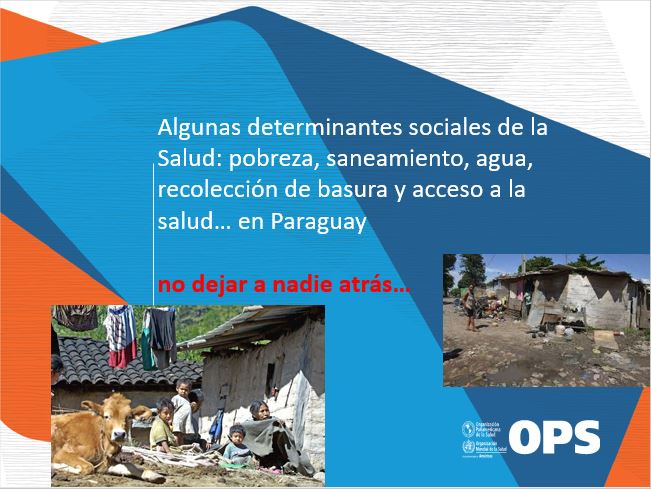 Algunas determinantes sociales de la
Salud: pobreza, saneamiento, agua,
recolección de basura y acceso a la
salud... en Paraguay
no dejar a nadie atrás...
Organización
Panamericana
de la Salud
Organización
Mundial de la Salud
Américas
OPS